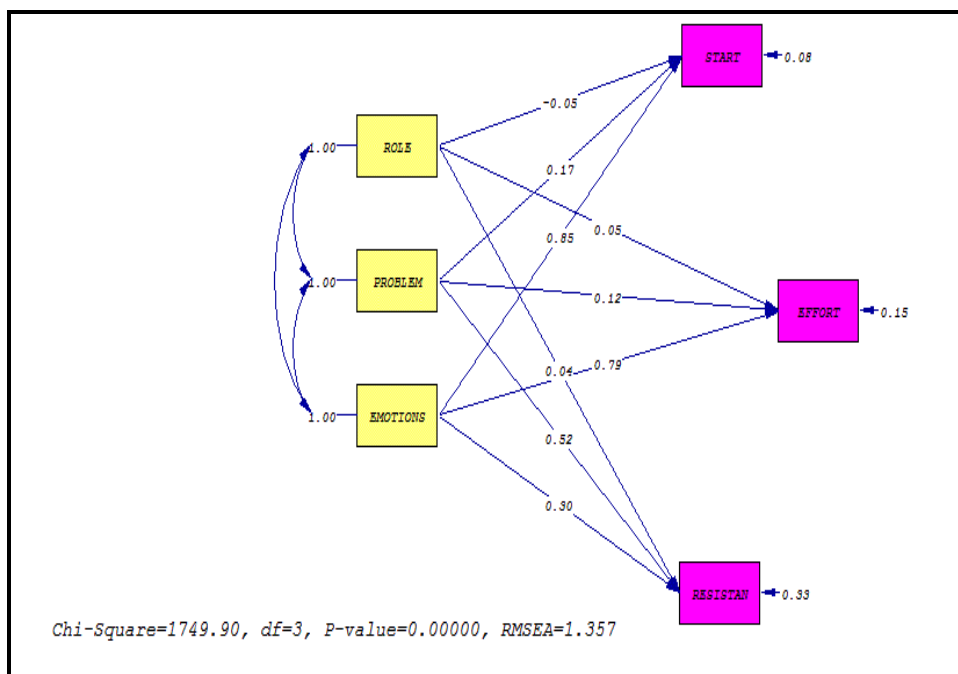 START
0.08
-0.05
1.00
ROLE
0.17
0.05
0.85
1.00
PROBLEM
0.12
EFFORT
0.15
0.04
0.79
1.00
EMOTIONS
0.52
0.30
RESISTAN
0.33
Chi-Square=1749.90, df=3, P-value=0.00000, RMSEA=1.357